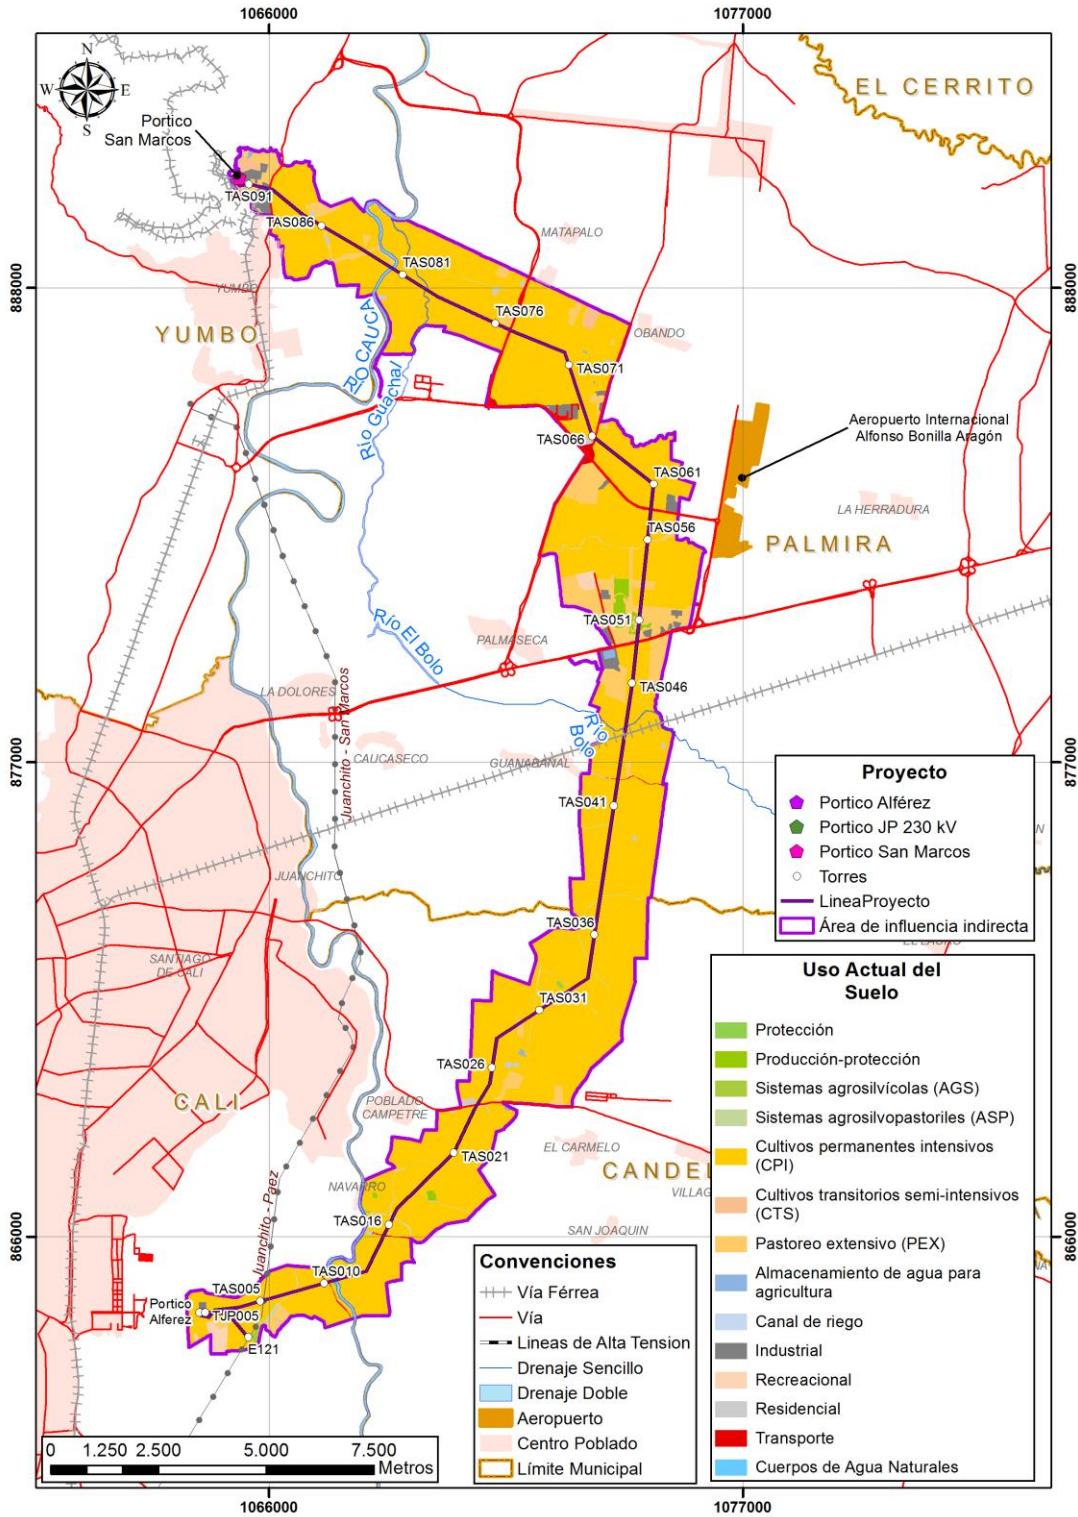 1066000
1077000
N
W
E
S
EL CERRITO
Portico
San Marcos
TAS091
TAS086
MATAPALO
TAS081
888000
888000
YUMBO
TAS076
RÍO CAUCA
YUMBO
OBANDO
TAS071
Río Guachal
Aeropuerto Internacional
Alfonso Bonilla Aragón
TAS066
TAS061
LA HERRADURA
TAS056
PALMIRA
TAS051
Río El Bolo
PALMASECA
TAS046
LA DOLORES
Juanchito - San Marcos
Río
Bolo
CAUCASECO
GUANABANAL
877000
877000
TAS041
JUANCHITO
TAS036
SANTIAGO
DE CALI
TAS031
TAS026
CALI
POBLADO
CAMPETRE
EL CARMELO
TAS021
CANDEL
NAVARRO
VILLAG
TAS016
SAN JOAQUIN
Juanchito - Paez
866000
866000
TAS010
TAS005
Portico
Alferez
TJP005
E121
Proyecto
Portico Alférez
Portico JP 230 kV
Portico San Marcos
Torres
LineaProyecto
Área de influencia indirecta
Uso Actual del
Suelo
Protección
Producción-protección
Sistemas agrosilvícolas (AGS)
Sistemas agrosilvopastoriles (ASP)
Cultivos permanentes intensivos
(CPI)
Cultivos transitorios semi-intensivos
(CTS)
Pastoreo extensivo (PEX)
Almacenamiento de agua para
agricultura
Canal de riego
Industrial
Recreacional
Residencial
Transporte
Cuerpos de Agua Naturales
Convenciones
Vía Férrea
Vía
Lineas de Alta Tension
Drenaje Sencillo
Drenaje Doble
Aeropuerto
Centro Poblado
Límite Municipal
0 1.250 2.500 5.000 7.500
Metros
1066000
1077000